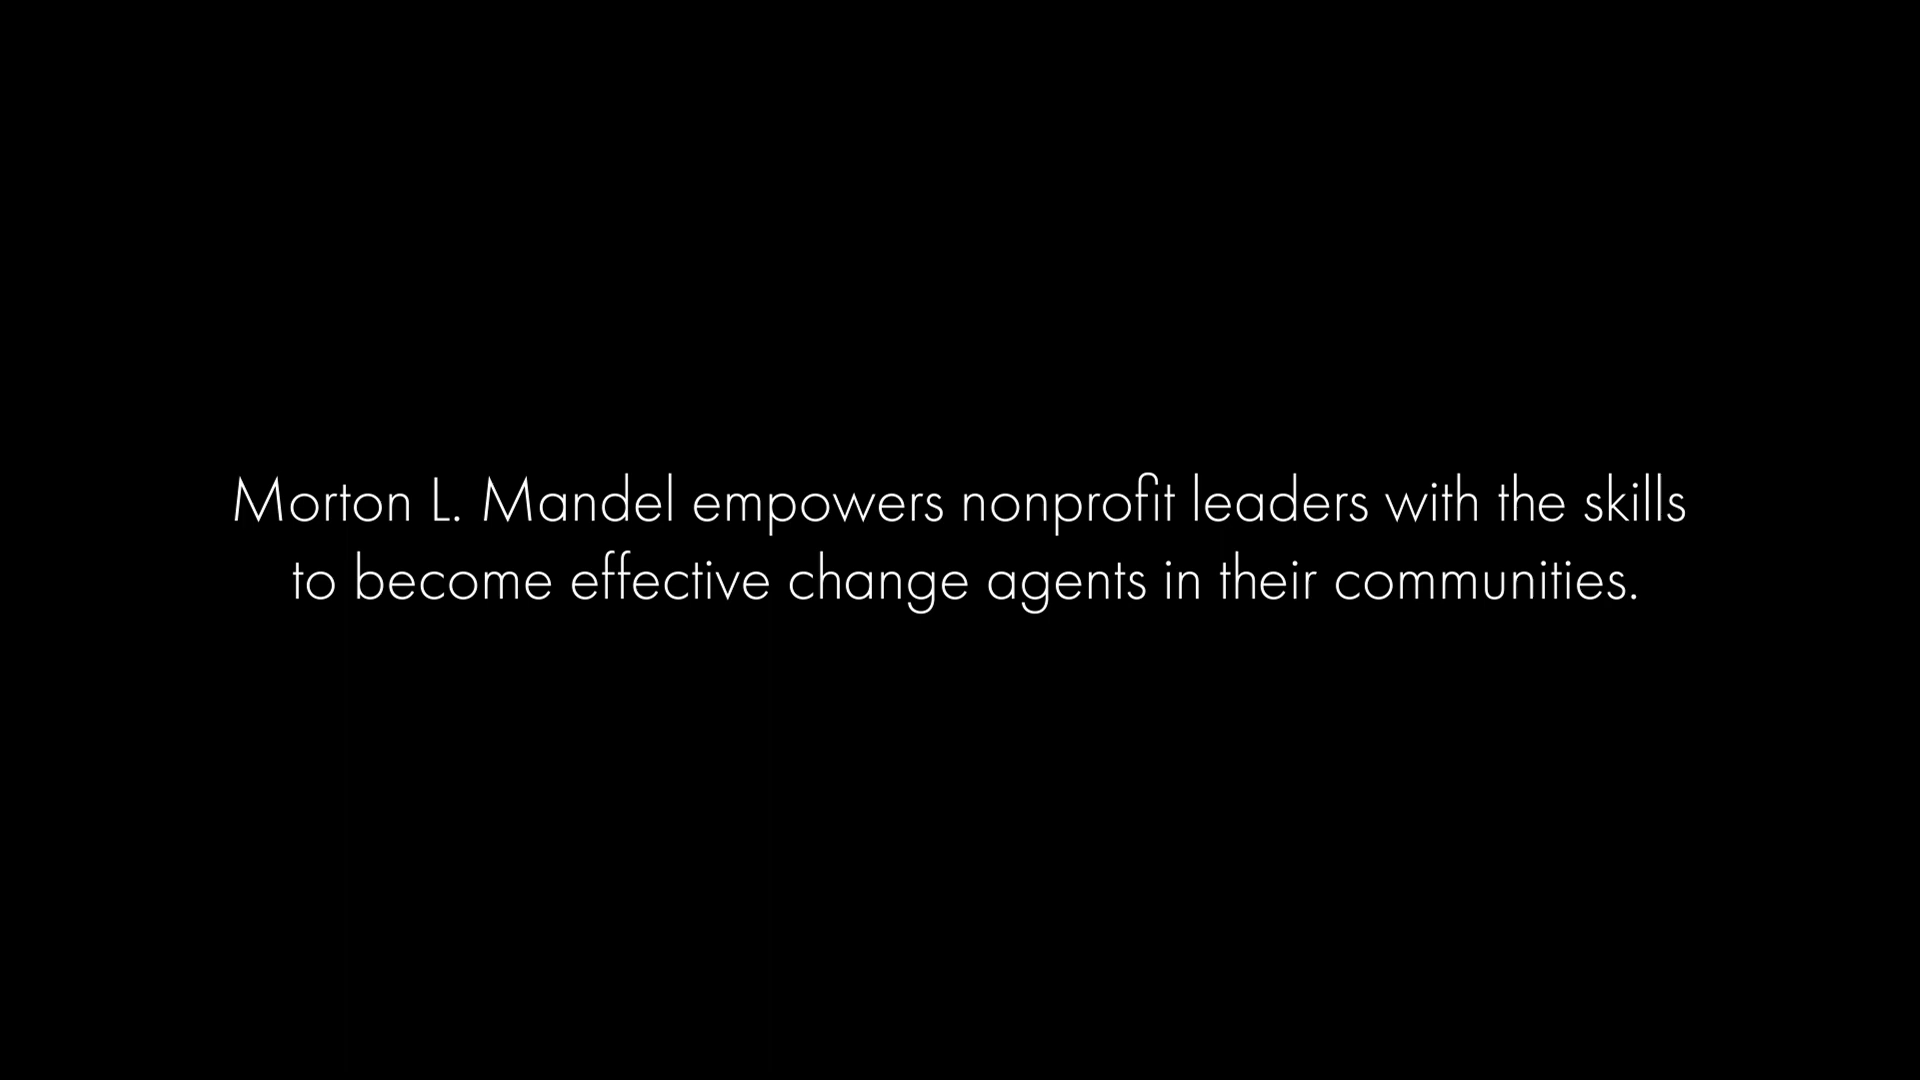 Morton L. Mandel empowers nonprofit leaders with the skills
to become effective change agents in their communities.